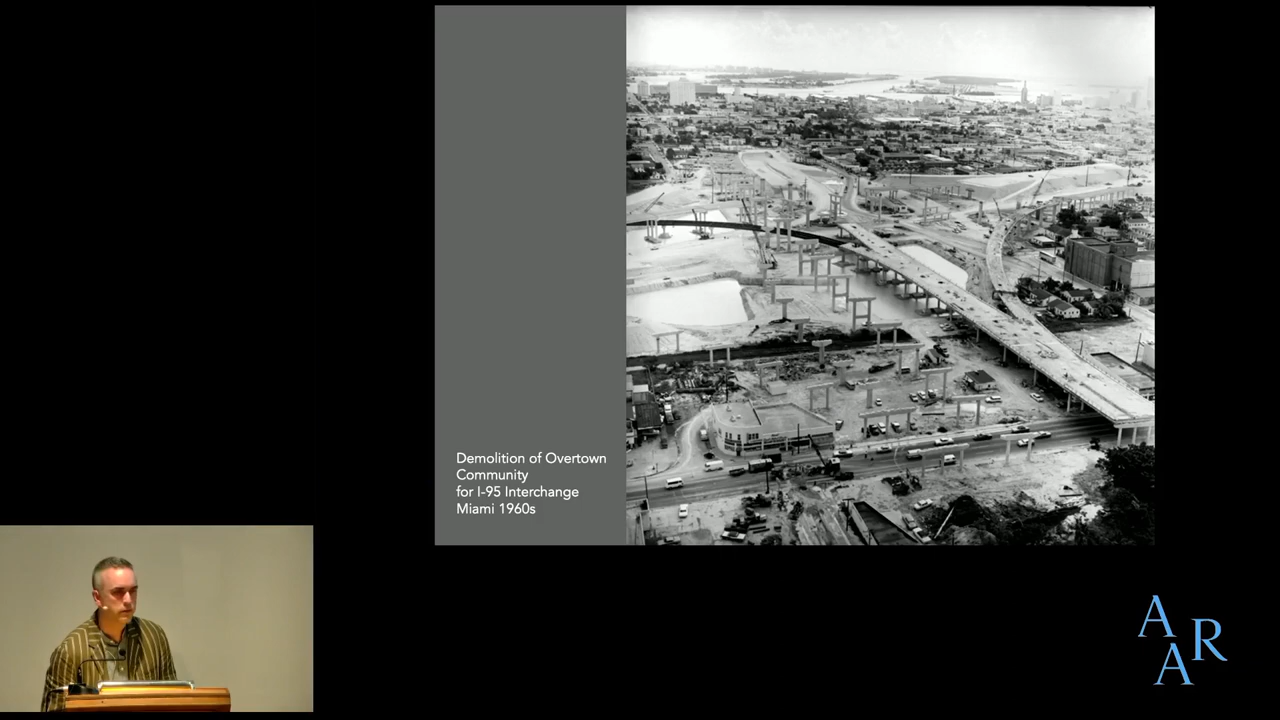 Demolition of Overtown
Community
for I-95 Interchange
Miami 1960s
A
R
A